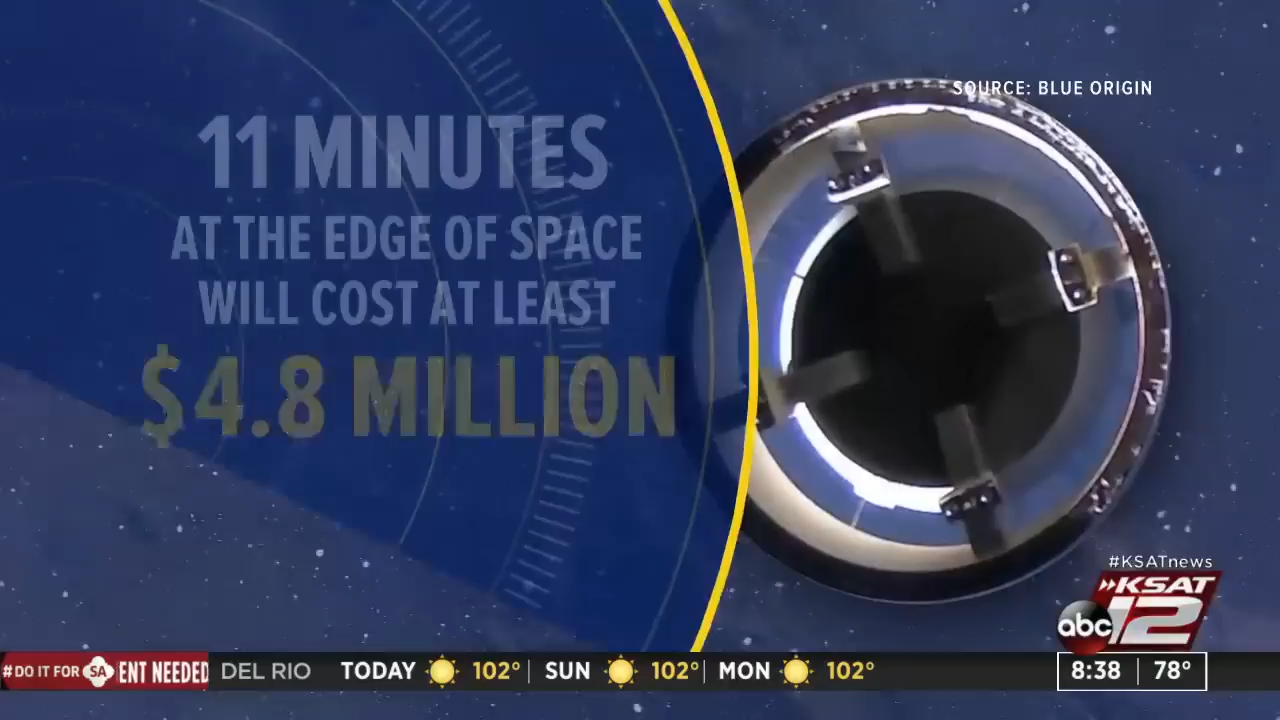 SOURCE: BLUE ORIGIN
11 MINUTES
AT THE EDGE OF SPACE
WILL COST AT LEAST
$4.8 MILLION
#KSATnews
KSAT
abc 12
#DO IT FOR SA ENT NEEDED DEL RIO TODAY 102° SUN 102° MON 102° 8:38 78°